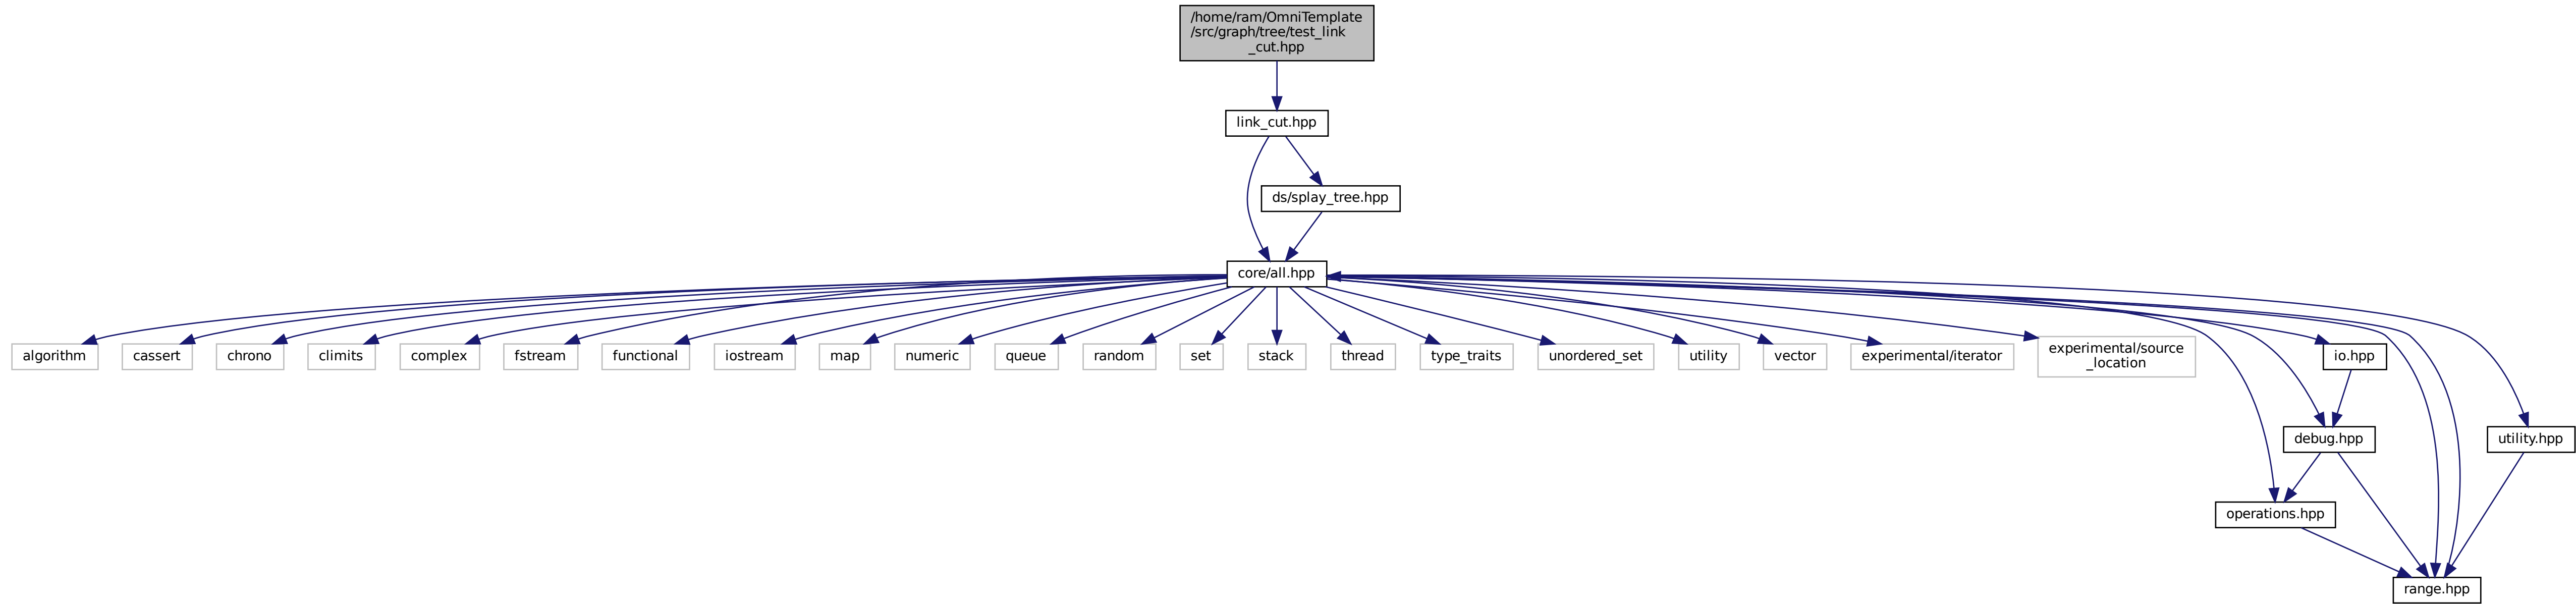 /home/ram/OmniTemplate
/src/graph/tree/test_link
_cut.hpp
link_cut.hpp
ds/splay_tree.hpp
core/all.hpp
algorithm
cassert
chrono
climits
complex
fstream
functional
iostream
map
numeric
queue
random
set
stack
thread
type_traits
unordered_set
utility
vector
experimental/iterator
experimental/source
_location
io.hpp
debug.hpp
utility.hpp
operations.hpp
range.hpp